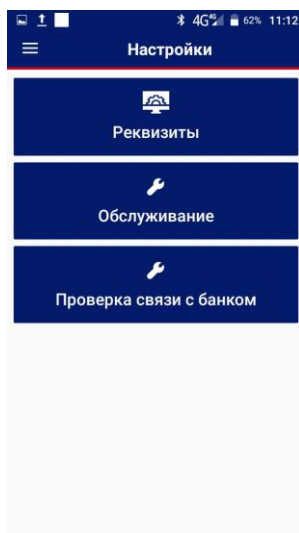 4G 62% 11:12
Настройки
Реквизиты
Обслуживание
Проверка связи с банком